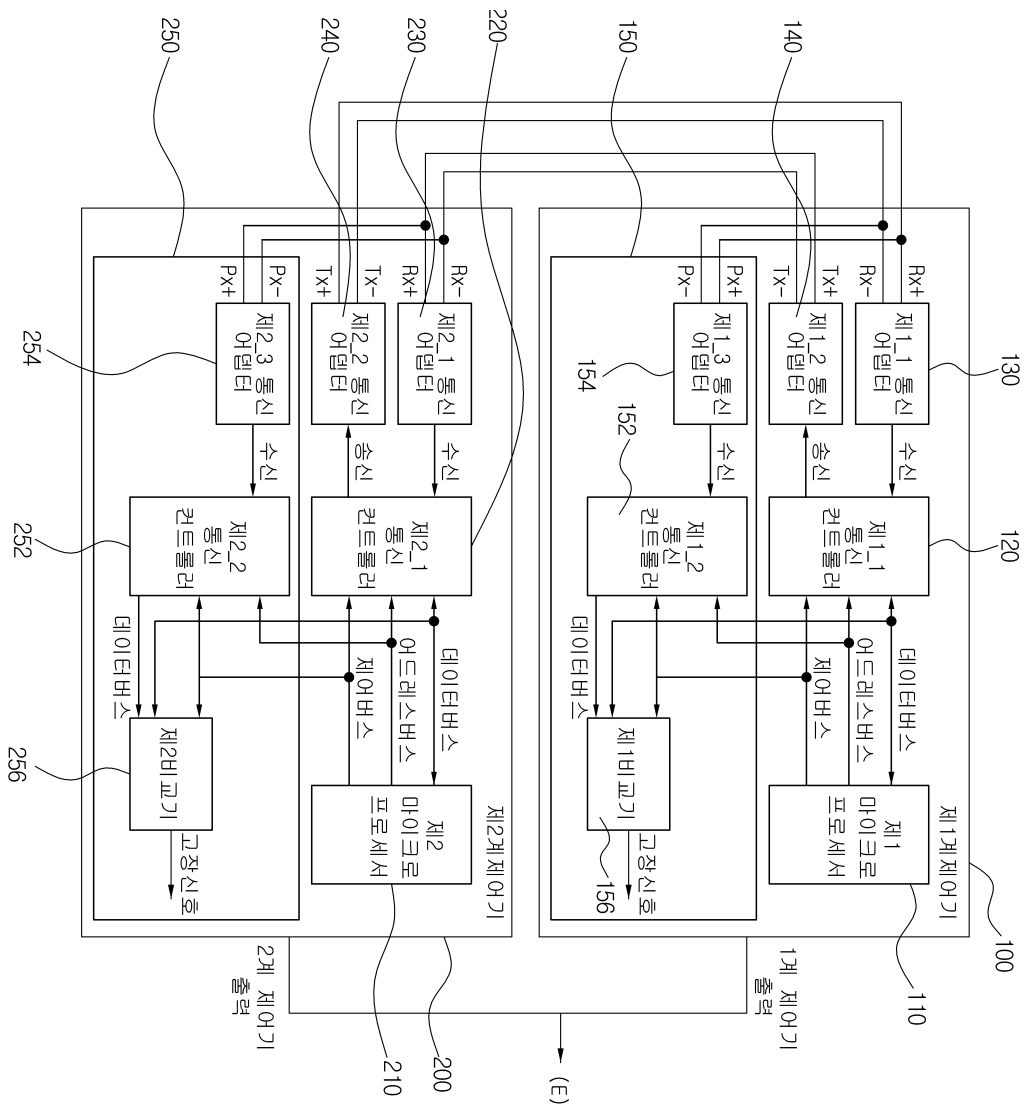 100
제1계제어기
110
제1
마이크로
프로세서
데이터버스
어드레스버스
제어버스
120
제1_1
통신
컨트롤러
수신
송신
130
제1_1 통신
어델터
Rx+
Rx-
140
제1_2 통신
어델터
Tx+
Tx-
150
제1_3 통신
어델터
Px+
Px-
154
수신
152
제1_2
통신
컨트롤러
데이터버스
제1비교기
156
고장신호
1계 제어기
출력
200
제2계제어기
210
제2
마이크로
프로세서
데이터버스
어드레스버스
제어버스
220
제2_1
통신
컨트롤러
수신
송신
230
제2_1 통신
어델터
Rx-
Rx+
240
제2_2 통신
어델터
Tx-
Tx+
250
제2_3 통신
어델터
Px-
Px+
254
수신
252
제2_2
통신
컨트롤러
데이터버스
제2비교기
256
고장신호
2계 제어기
출력
(E)